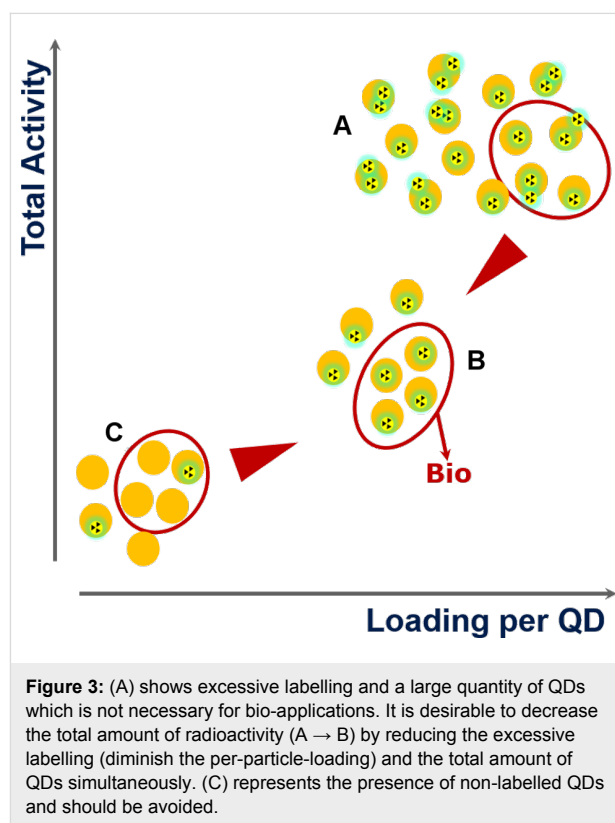 Total Activity
A
B
C
Bio
Loading per QD
Figure 3: (A) shows excessive labelling and a large quantity of QDs
which is not necessary for bio-applications. It is desirable to decrease
the total amount of radioactivity (A → B) by reducing the excessive
labelling (diminish the per-particle-loading) and the total amount of
QDs simultaneously. (C) represents the presence of non-labelled QDs
and should be avoided.